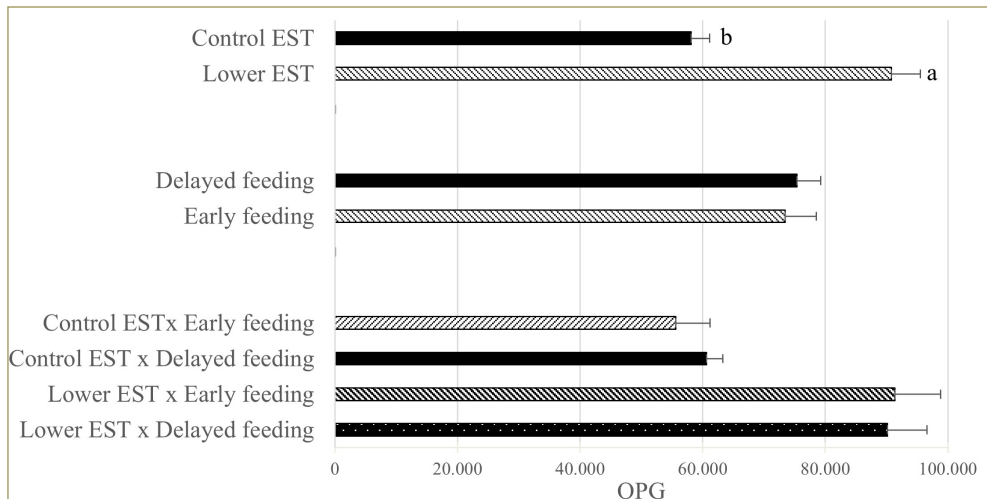 Control EST
b
Lower EST
a
Delayed feeding
Early feeding
Control ESTx Early feeding
Control EST x Delayed feeding
Lower EST x Early feeding
Lower EST x Delayed feeding
0 20.000 40.000 60.000 80.000 100.000
OPG